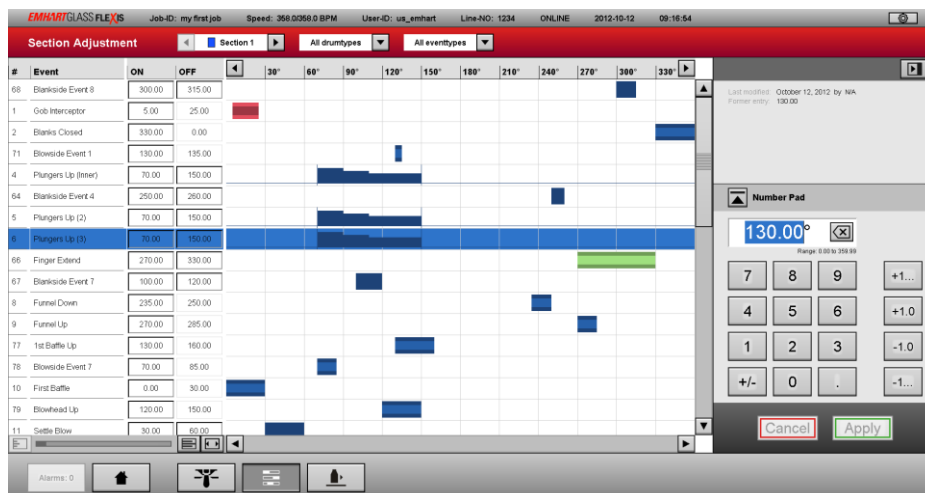 EMHARTGLASS FLEXIS Job-ID: my first job Speed: 358.0/358.0 BPM User-ID: us_emhart Line-NO: 1234 ONLINE 2012-10-12 09:16:54
Section Adjustment Section 1 All drumtypes All eventtypes
# Event ON OFF 30° 60° 90° 120° 150° 180° 210° 240° 270° 300° 330°
68 Blankside Event 8 300.00 315.00
1 Gob Interceptor 5.00 25.00
2 Blanks Closed 330.00 0.00
71 Blowside Event 1 130.00 135.00
4 Plungers Up (Inner) 70.00 150.00
64 Blankside Event 4 250.00 260.00
5 Plungers Up (2) 70.00 150.00
6 Plungers Up (3) 70.00 150.00
66 Finger Extend 270.00 330.00
67 Blankside Event 7 100.00 120.00
8 Funnel Down 235.00 250.00
9 Funnel Up 270.00 285.00
77 1st Baffle Up 130.00 160.00
78 Blowside Event 7 70.00 85.00
10 First Baffle 0.00 30.00
79 Blowhead Up 120.00 150.00
11 Settle Blow 30.00 60.00
Last modified: October 12, 2012 by N/A
Former entry: 130.00
Number Pad
130.00°
Range: 0.00 to 359.99
7 8 9 +1...
4 5 6 +1.0
1 2 3 -1.0
+/- 0 . -1...
Cancel Apply
Alarms: 0